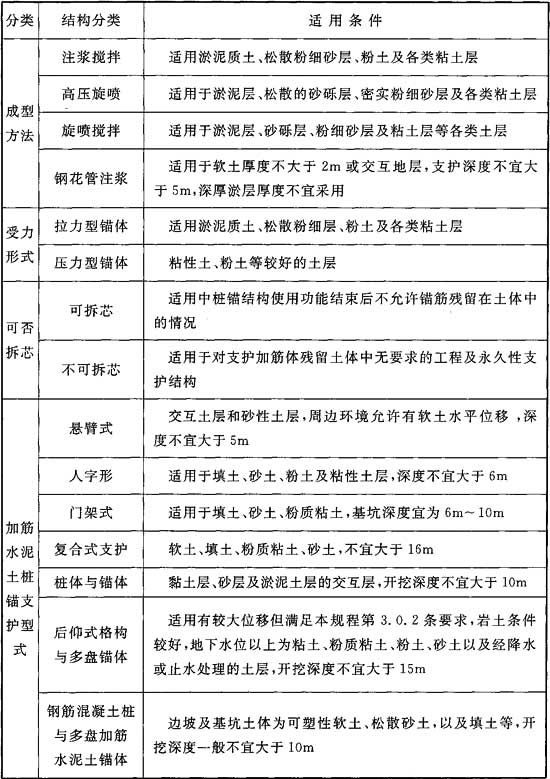 分类 结构分类 适用条件
成型
方法
注浆搅拌 适用淤泥质土、松散粉细砂层、粉土及各类粘土层
高压旋喷 适用于淤泥层、松散的砂砾层、密实粉细砂层及各类粘土层
旋喷搅拌 适用于淤泥层、砂砾层、粉细砂层及粘土层等各类土层
钢花管注浆 适用于软土厚度不大于2m或交互地层,支护深度不宜大
于5m,深厚淤层厚度不宜采用
受力
形式
拉力型锚体 适用淤泥质土、松散粉细层、粉土及各类粘土层
压力型锚体 粘性土、粉土等较好的土层
可否
拆芯
可拆芯 适用中桩锚结构使用功能结束后不允许锚筋残留在土体中
的情况
不可拆芯 适用于对支护加筋体残留土体中无要求的工程及永久性支
护结构
加筋
水泥
土桩
锚支
护型
式
悬臂式 交互土层和砂性土层,周边环境允许有软土水平位移,深
度不宜大于5m
人字形 适用于填土、砂土、粉土及粘性土层,深度不宜大于6m
门架式 适用于填土、砂土、粉质粘土,基坑深度宜为6m~10m
复合式支护 软土、填土、粉质粘土、砂土,不宜大于16m
桩体与锚体 黏土层、砂层及淤泥土层的交互层,开挖深度不宜大于10m
后仰式格构
与多盘锚体
适用有较大位移但满足本规程第3.0.2条要求,岩土条件
较好,地下水位以上为粘土、粉质粘土、粉土、砂土以及经降水
或止水处理的土层,开挖深度不宜大于15m
钢筋混凝土桩
与多盘加筋
水泥土锚体
边坡及基坑土体为可塑性软土、松散砂土,以及填土等,开
挖深度一般不宜大于10m